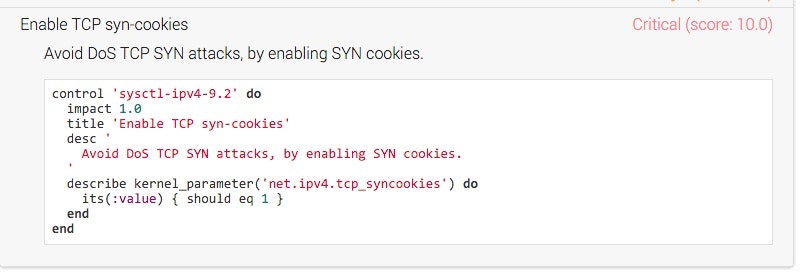 Enable TCP syn-cookies
Critical (score: 10.0)
Avoid DoS TCP SYN attacks, by enabling SYN cookies.
control 'sysctl-ipv4-9.2' do
  impact 1.0
  title 'Enable TCP syn-cookies'
  desc '
    Avoid DoS TCP SYN attacks, by enabling SYN cookies.
  '
  describe kernel_parameter('net.ipv4.tcp_syncookies') do
    its(:value) { should eq 1 }
  end
end